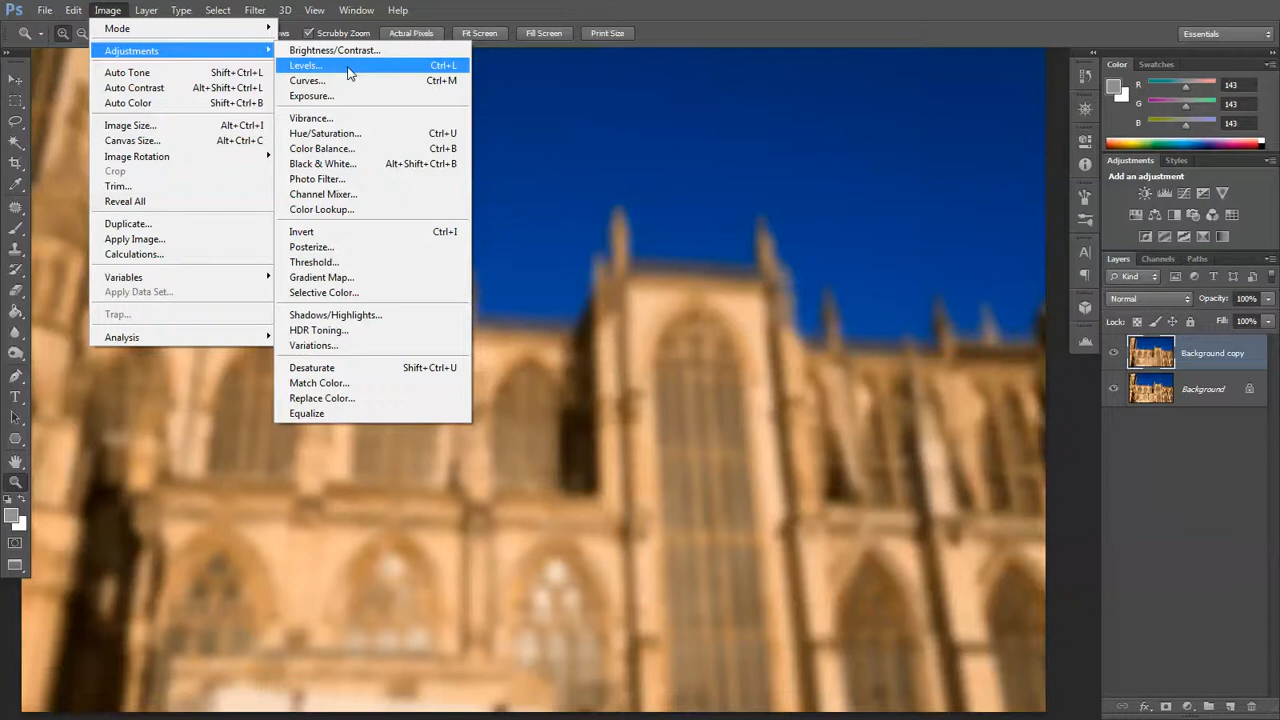 Ps File Edit Image Layer Type Select Filter 3D View Window Help
Scrubby Zoom Actual Pixels Fit Screen Fill Screen Print Size Essentials
Mode
Adjustments
Auto Tone Shift+Ctrl+L
Auto Contrast Alt+Shift+Ctrl+L
Auto Color Shift+Ctrl+B
Image Size... Alt+Ctrl+I
Canvas Size... Alt+Ctrl+C
Image Rotation
Crop
Trim...
Reveal All
Duplicate...
Apply Image...
Calculations...
Variables
Apply Data Set...
Trap...
Analysis
Brightness/Contrast...
Levels... Ctrl+L
Curves... Ctrl+M
Exposure...
Vibrance...
Hue/Saturation... Ctrl+U
Color Balance... Ctrl+B
Black & White... Alt+Shift+Ctrl+B
Photo Filter...
Channel Mixer...
Color Lookup...
Invert Ctrl+I
Posterize...
Threshold...
Gradient Map...
Selective Color...
Shadows/Highlights...
HDR Toning...
Variations...
Desaturate Shift+Ctrl+U
Match Color...
Replace Color...
Equalize
Color Swatches
R 143
G 143
B 143
Adjustments Styles
Add an adjustment
Layers Channels Paths
Kind
Normal Opacity: 100%
Lock: Fill: 100%
Background copy
Background